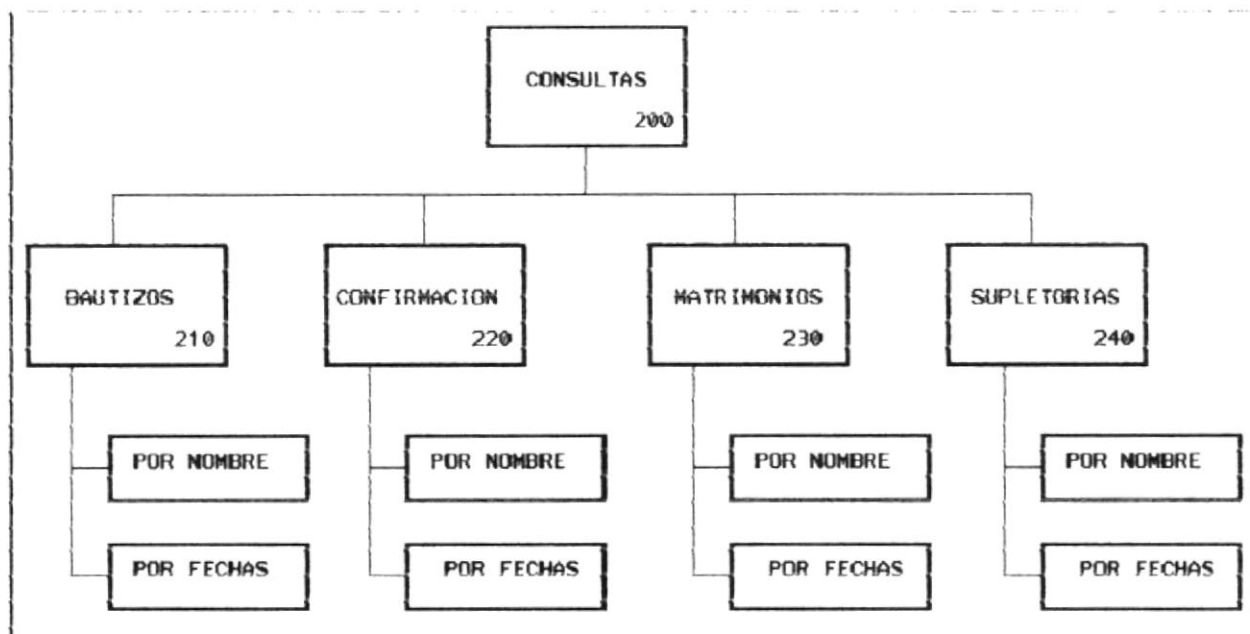 CONSULTAS
200
BAUTIZOS
210
CONFIRMACION
220
MATRIMONIOS
230
SUPLETORIAS
240
POR NOMBRE
POR NOMBRE
POR NOMBRE
POR NOMBRE
POR FECHAS
POR FECHAS
POR FECHAS
POR FECHAS